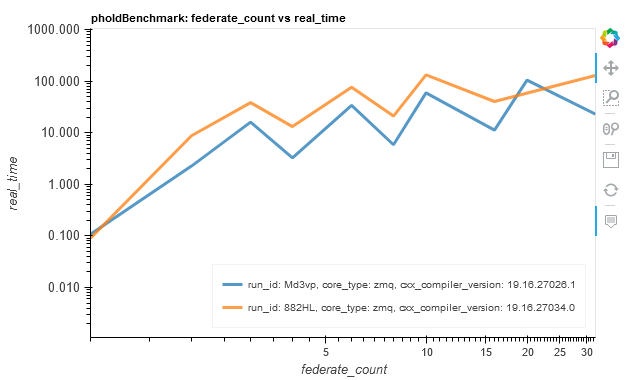 pholdBenchmark: federate_count vs real_time
1000.000
100.000
10.000
1.000
0.100
0.010
real_time
run_id: Md3vp, core_type: zmq, cxx_compiler_version: 19.16.27026.1
run_id: 882HL, core_type: zmq, cxx_compiler_version: 19.16.27034.0
5 10 15 20 25 30
federate_count